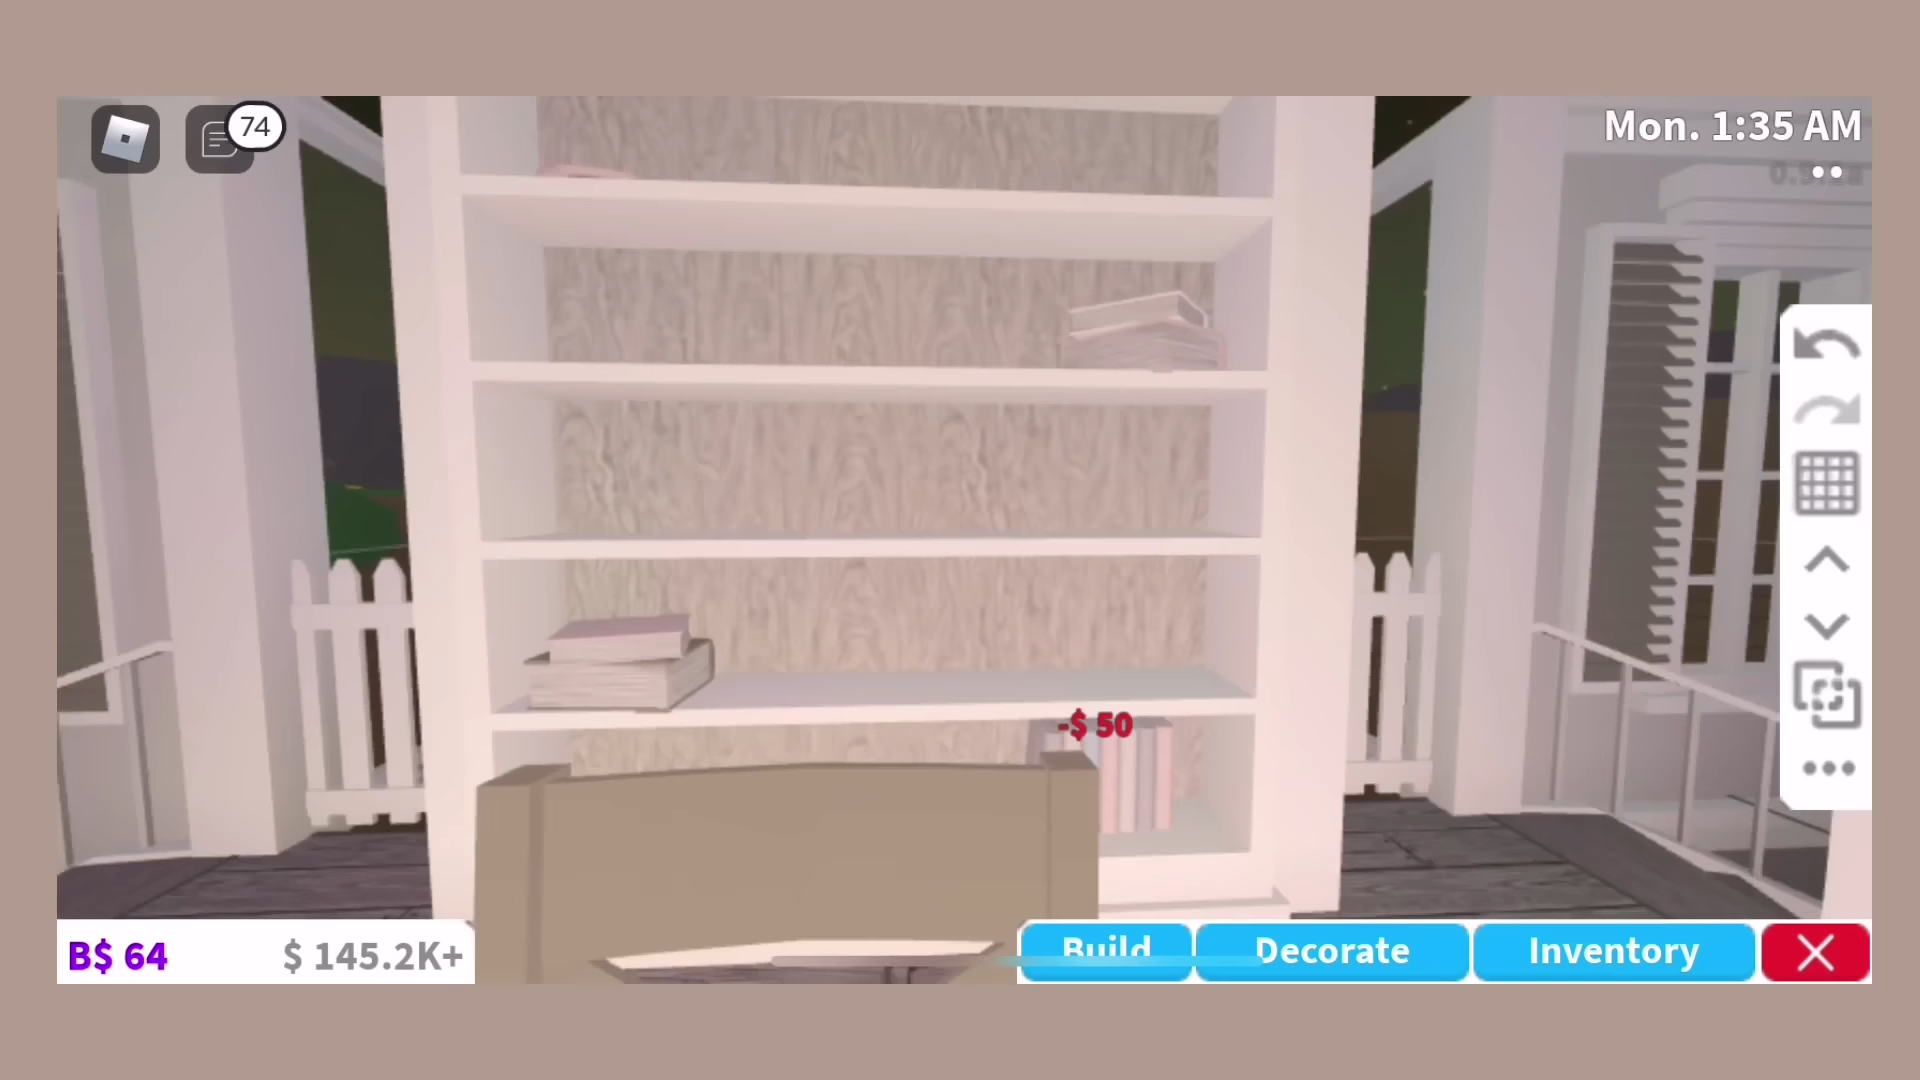 74
Mon. 1:35 AM
-$ 50
B$ 64
$ 145.2K+
Build
Decorate
Inventory